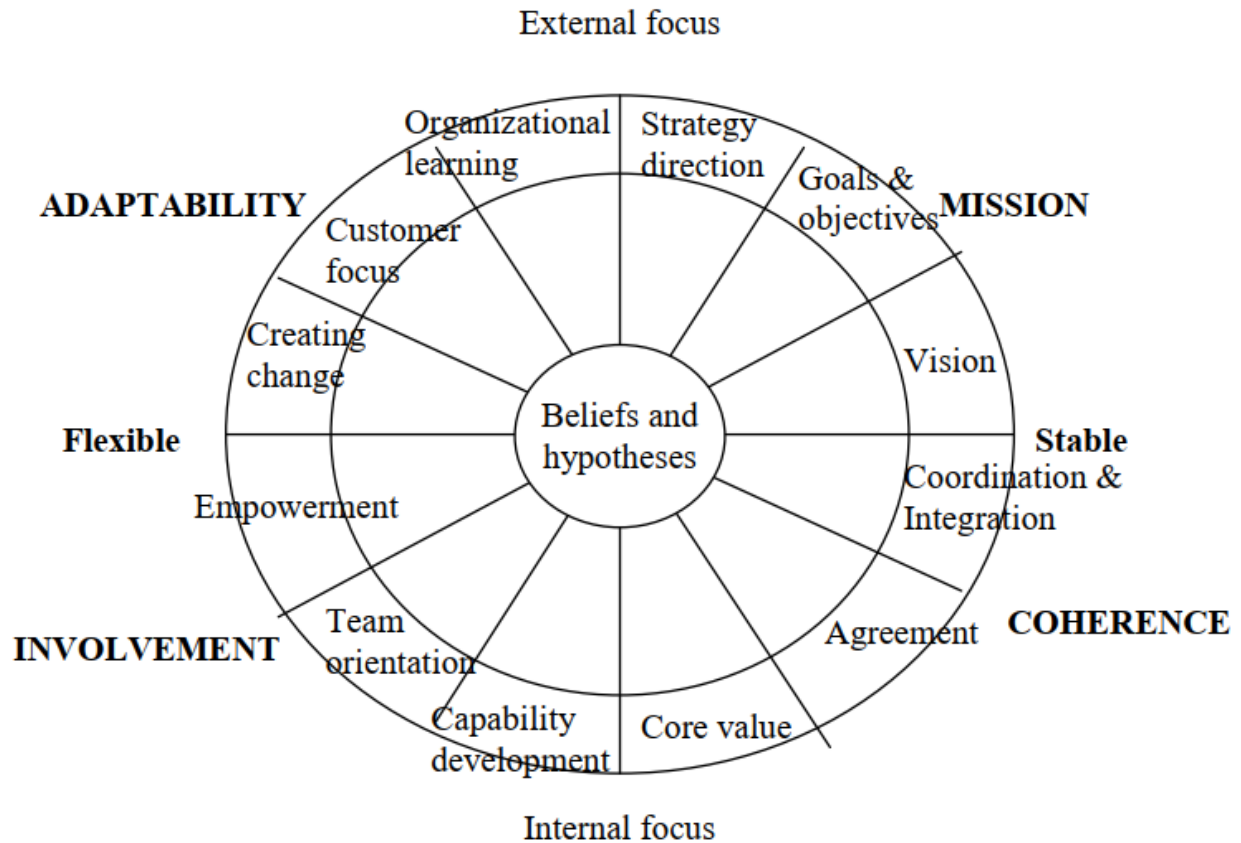 External focus
Organizational
learning
Strategy
direction
Goals &
objectives
ADAPTABILITY
MISSION
Customer
focus
Creating
change
Vision
Beliefs and
hypotheses
Flexible
Stable
Coordination &
Integration
Empowerment
Team
orientation
Agreement
COHERENCE
INVOLVEMENT
Capability
development
Core value
Internal focus